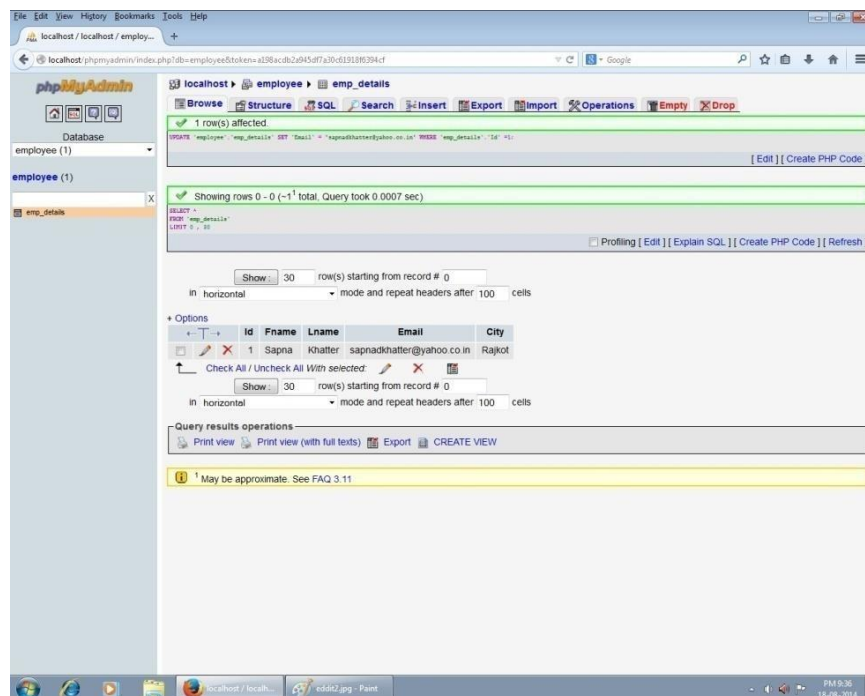 File Edit View History Bookmarks Tools Help
localhost / localhost / employ... +
localhost/phpmyadmin/index.php?db=employee&token=a198acdb2a945df7a30c61918f6394cf
Google
phpMyAdmin
Database
employee (1)
employee (1)
X
emp_details
localhost employee emp_details
Browse Structure SQL Search Insert Export Import Operations Empty Drop
1 row(s) affected.
UPDATE `employee`.`emp_details` SET `Email` = 'sapnadkhatter@yahoo.co.in' WHERE `emp_details`.`Id` =1;
[ Edit ] [ Create PHP Code ]
Showing rows 0 - 0 (~1¹ total, Query took 0.0007 sec)
SELECT *
FROM `emp_details`
LIMIT 0 , 30
Profiling [ Edit ] [ Explain SQL ] [ Create PHP Code ] [ Refresh
Show : 30 row(s) starting from record # 0
in horizontal mode and repeat headers after 100 cells
+ Options
←T→ Id Fname Lname Email City
1 Sapna Khatter sapnadkhatter@yahoo.co.in Rajkot
Check All / Uncheck All With selected:
Show : 30 row(s) starting from record # 0
in horizontal mode and repeat headers after 100 cells
Query results operations
Print view Print view (with full texts) Export CREATE VIEW
¹ May be approximate. See FAQ 3.11
localhost / localh... eddit2.jpg - Paint
PM 9:36
18-08-2014